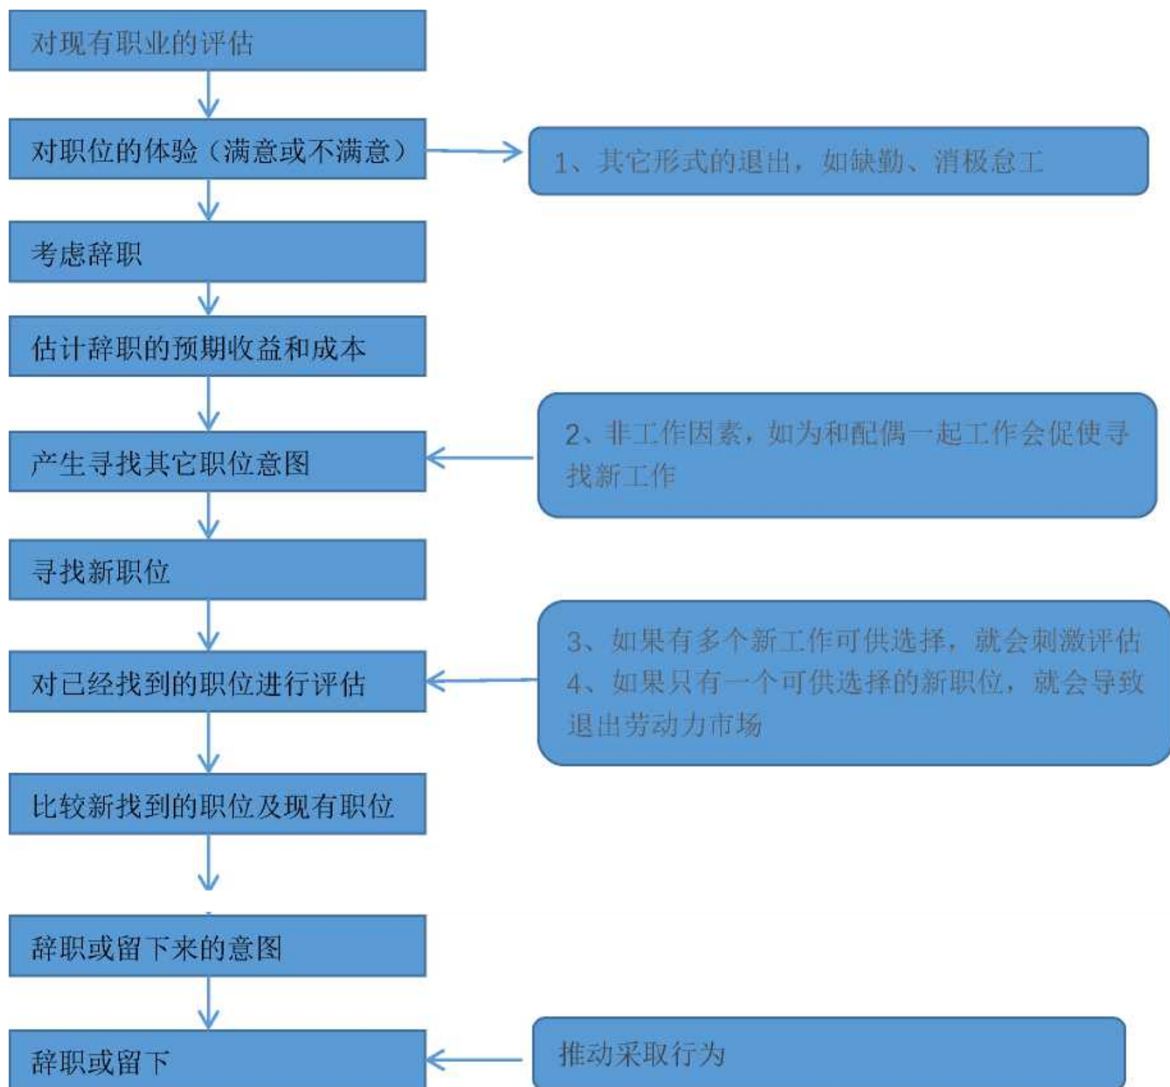 对现有职业的评估
对职位的体验（满意或不满意）
1、其它形式的退出，如缺勤、消极怠工
考虑辞职
估计辞职的预期收益和成本
产生寻找其它职位意图
2、非工作因素，如为和配偶一起工作会促使寻
找新工作
寻找新职位
对已经找到的职位进行评估
3、如果有多个新工作可供选择，就会刺激评估
4、如果只有一个可供选择的新职位，就会导致
退出劳动力市场
比较新找到的职位及现有职位
辞职或留下来的意图
辞职或留下
推动采取行为